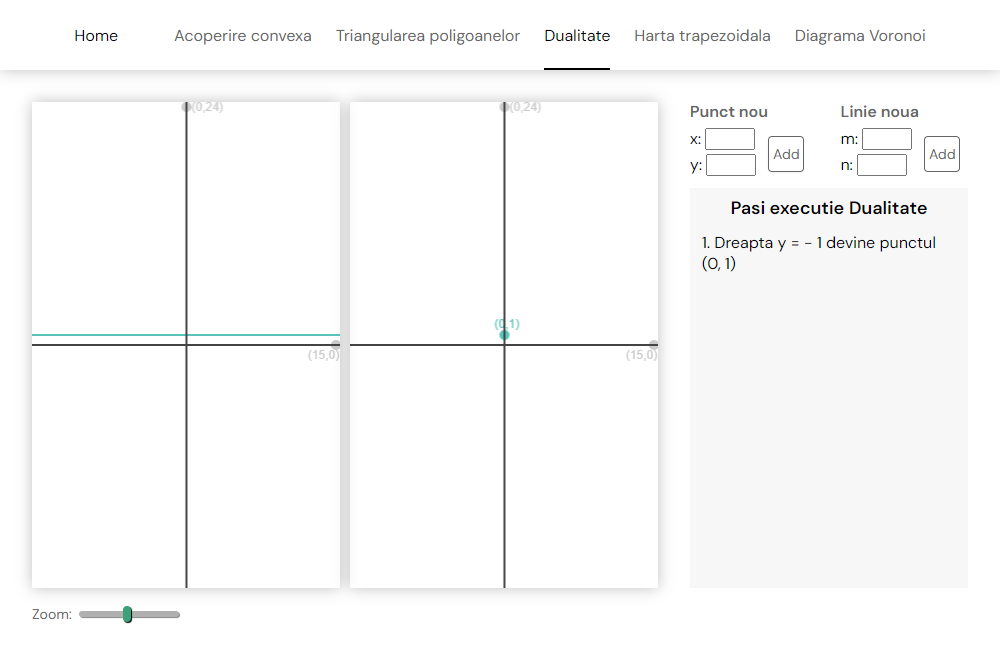 Home Acoperire convexa Triangularea poligoanelor Dualitate Harta trapezoidala Diagrama Voronoi
(0,24) (0,24)
Punct nou Linie noua
x: m:
Add Add
y: n:
Pasi executie Dualitate
1. Dreapta y = - 1 devine punctul
(0, 1)
(0,1)
(15,0) (15,0)
Zoom: